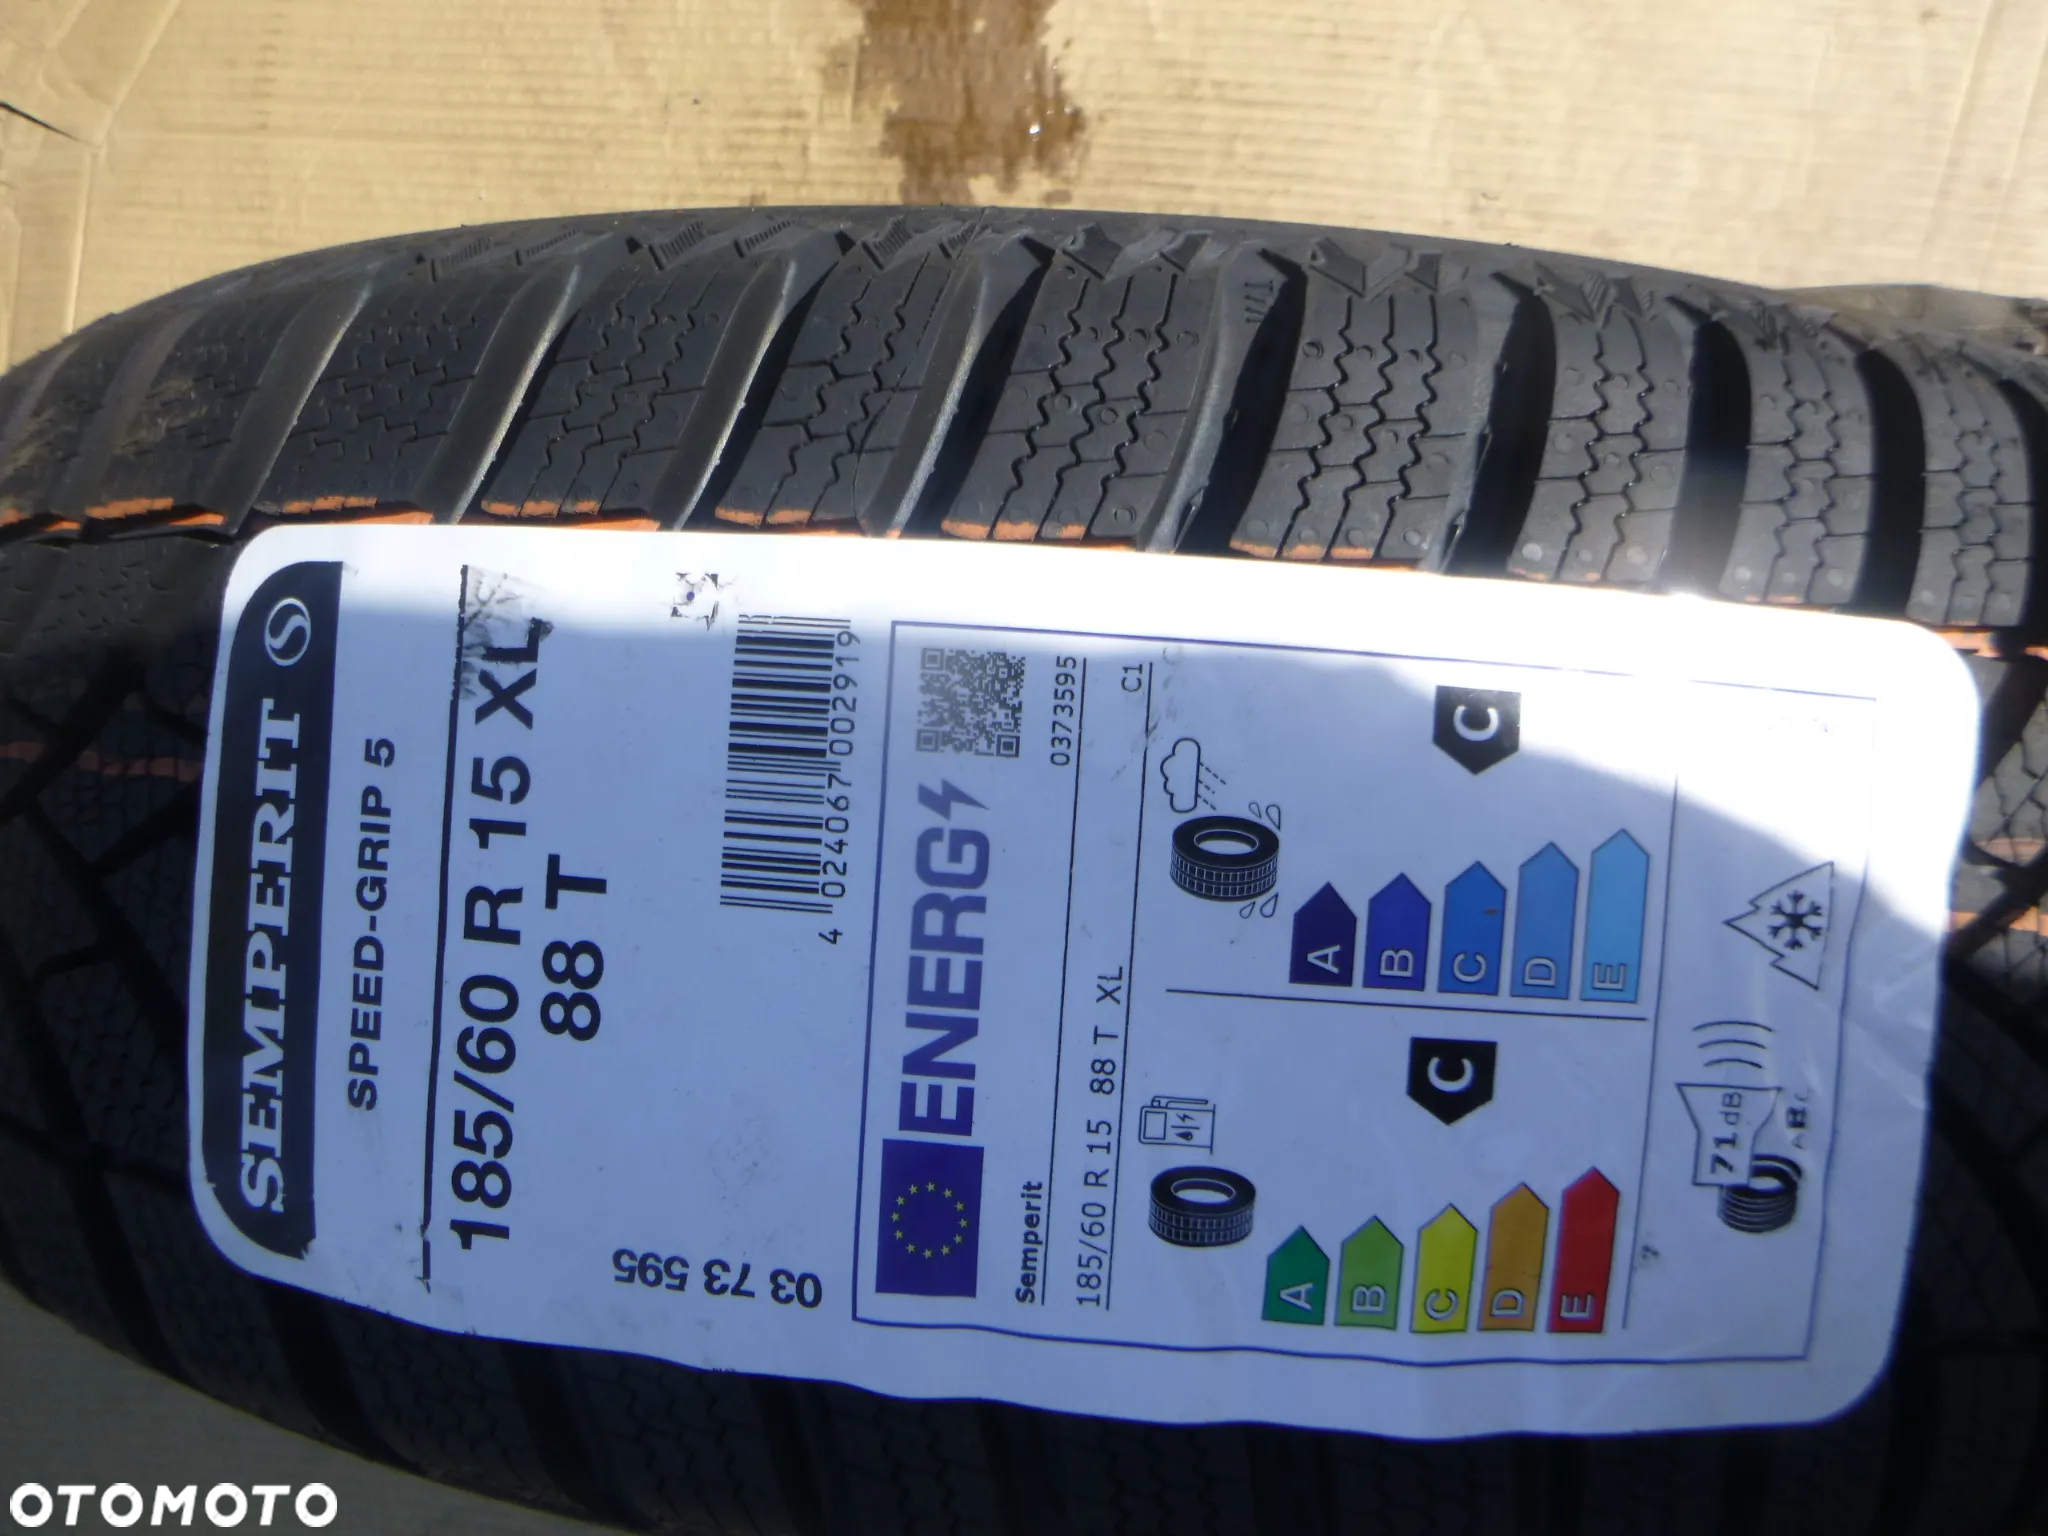 SEMPERIT
SPEED-GRIP 5
185/60 R 15 XL
88 T
4 024067 002919
03 73 595
ENERG
Semperit
0373595
185/60 R 15 88 T XL
C1
A
B
C
D
E
C
A
B
C
D
E
C
71 dB
TWI
OTOMOTO